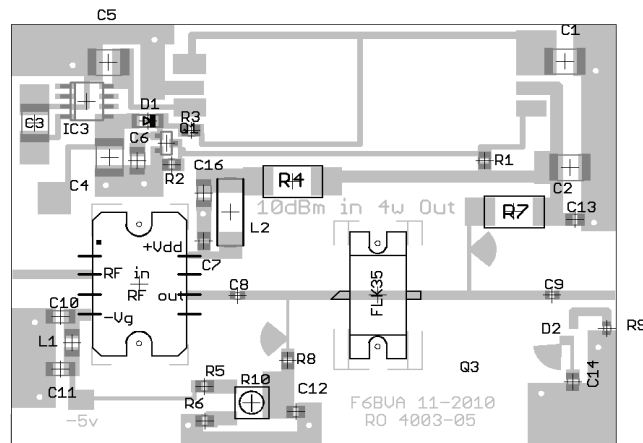 C5
C1
D1
R3
C3
IC3
Q1
C6
R1
C4
R2
C16
R4
C2
10dBm in 4w Out
R7
C13
L2
+Vdd
C7
RF in
RF out
C8
FLK35
C9
C10
-Vg
D2
R9
L1
R8
Q3
C14
C11
R5
R10
C12
R6
-5v
F6BVA 11-2010
RO 4003-05